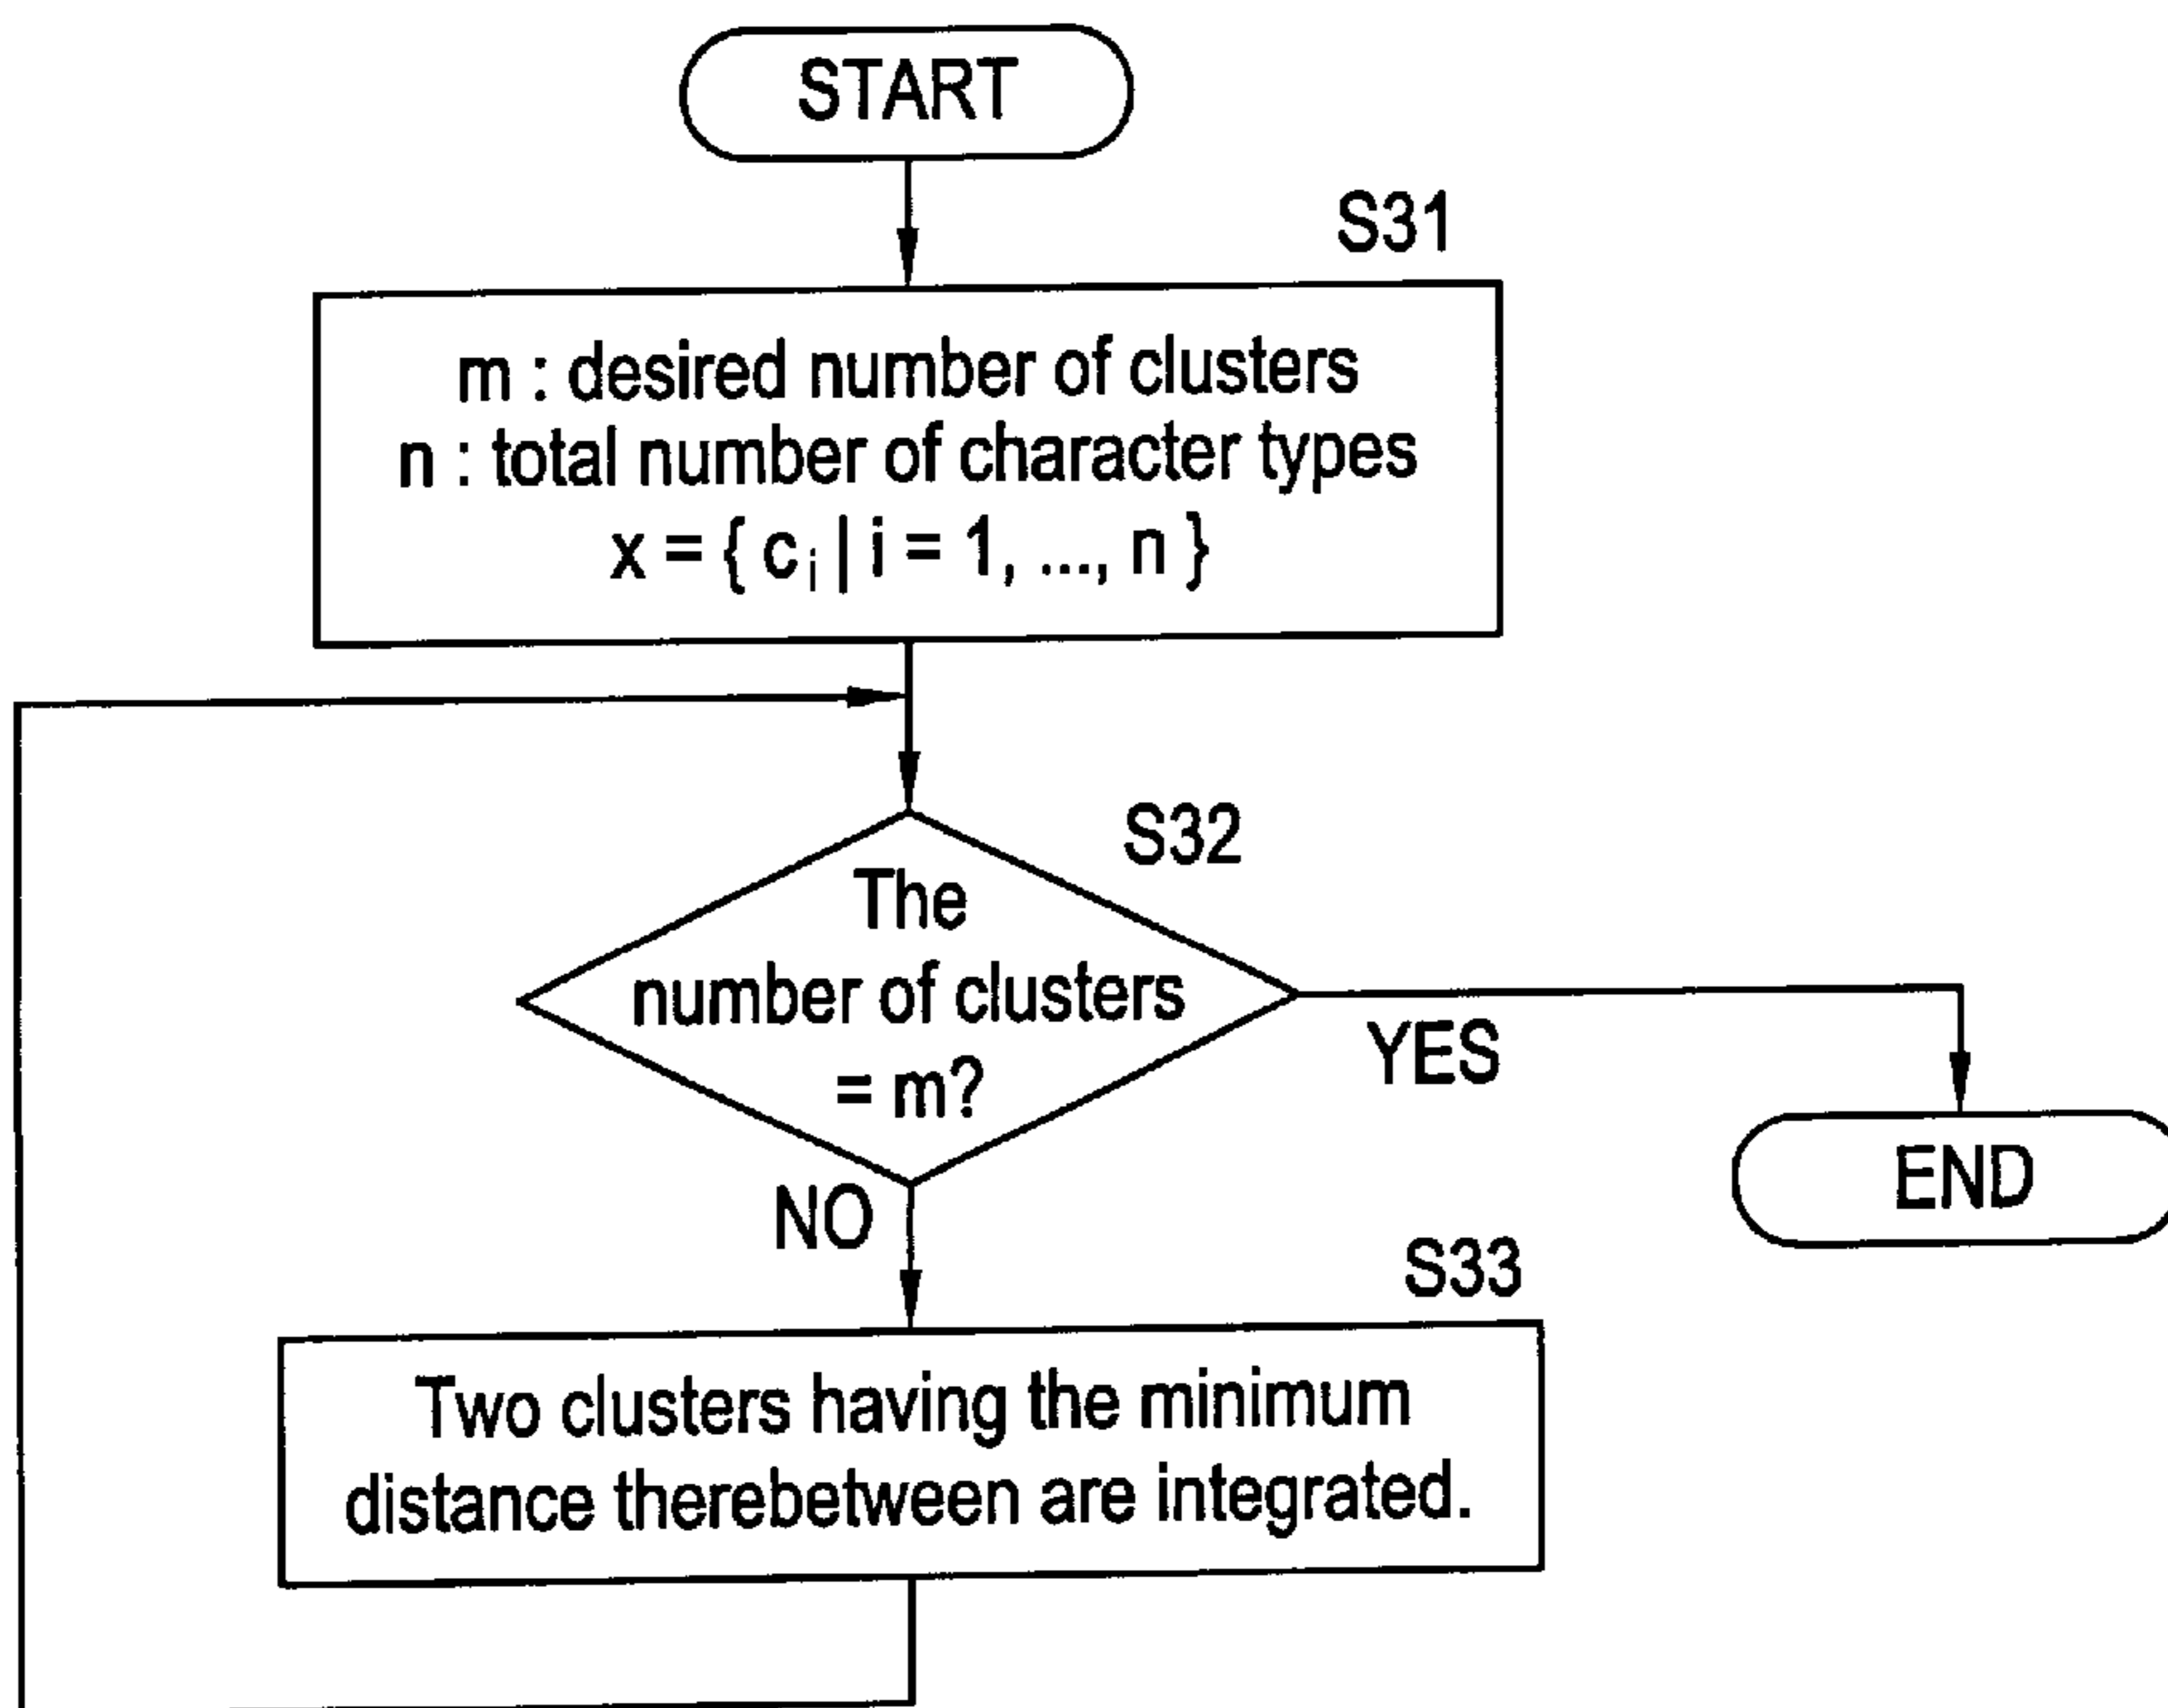 START
S31
m : desired number of clusters
n : total number of character types
x = { c i | i = 1, ..., n }
S32
The
number of clusters
= m?
YES
END
NO
S33
Two clusters having the minimum
distance therebetween are integrated.